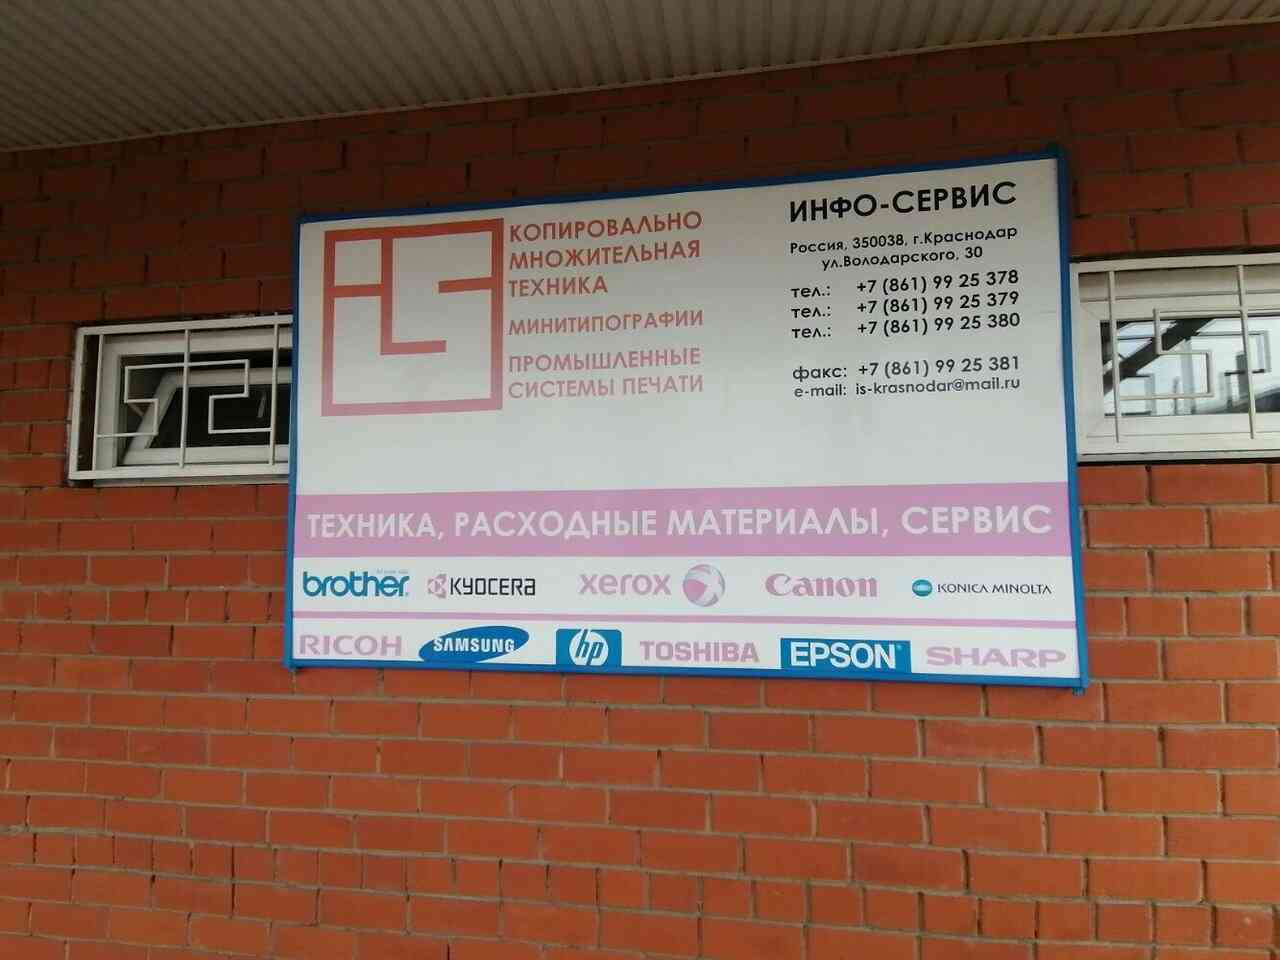 is
КОПИРОВАЛЬНО
МНОЖИТЕЛЬНАЯ
ТЕХНИКА
МИНИТИПОГРАФИИ
ПРОМЫШЛЕННЫЕ
СИСТЕМЫ ПЕЧАТИ
ИНФО-СЕРВИС
Россия, 350038, г.Краснодар
ул.Володарского, 30
тел.: +7 (861) 99 25 378
тел.: +7 (861) 99 25 379
тел.: +7 (861) 99 25 380
факс: +7 (861) 99 25 381
e-mail: is-krasnodar@mail.ru
ТЕХНИКА, РАСХОДНЫЕ МАТЕРИАЛЫ, СЕРВИС
brother KYOCERA xerox Canon KONICA MINOLTA
RICOH SAMSUNG hp TOSHIBA EPSON SHARP